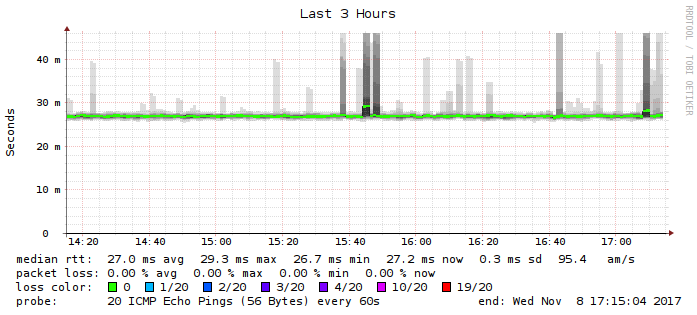 Last 3 Hours
RRDTOOL / TOBI OETIKER
Seconds
40 m
30 m
20 m
10 m
0
14:20 14:40 15:00 15:20 15:40 16:00 16:20 16:40 17:00
median rtt: 27.0 ms avg 29.3 ms max 26.7 ms min 27.2 ms now 0.3 ms sd 95.4 am/s
packet loss: 0.00 % avg 0.00 % max 0.00 % min 0.00 % now
loss color: 0 1/20 2/20 3/20 4/20 10/20 19/20
probe: 20 ICMP Echo Pings (56 Bytes) every 60s end: Wed Nov 8 17:15:04 2017